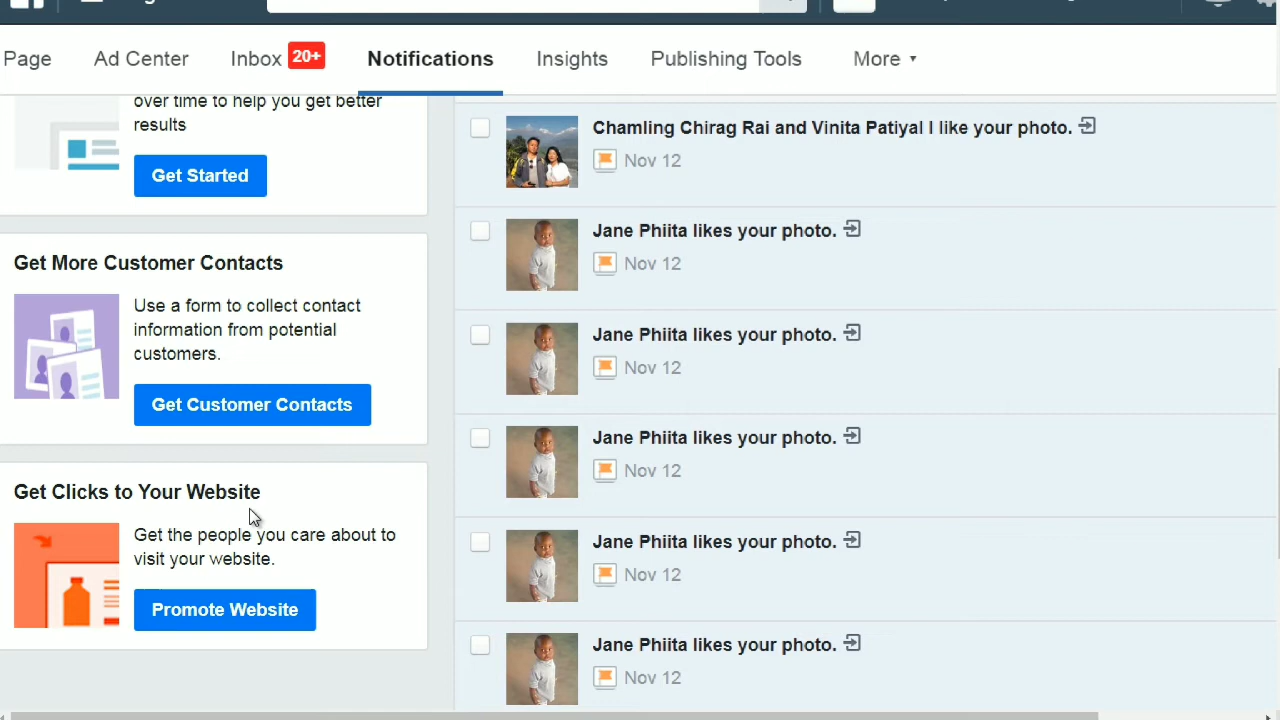 Page Ad Center Inbox 20+ Notifications Insights Publishing Tools More
over time to help you get better
results
Get Started
Get More Customer Contacts
Use a form to collect contact
information from potential
customers.
Get Customer Contacts
Get Clicks to Your Website
Get the people you care about to
visit your website.
Promote Website
Chamling Chirag Rai and Vinita Patiyal I like your photo.
Nov 12
Jane Phiita likes your photo.
Nov 12
Jane Phiita likes your photo.
Nov 12
Jane Phiita likes your photo.
Nov 12
Jane Phiita likes your photo.
Nov 12
Jane Phiita likes your photo.
Nov 12